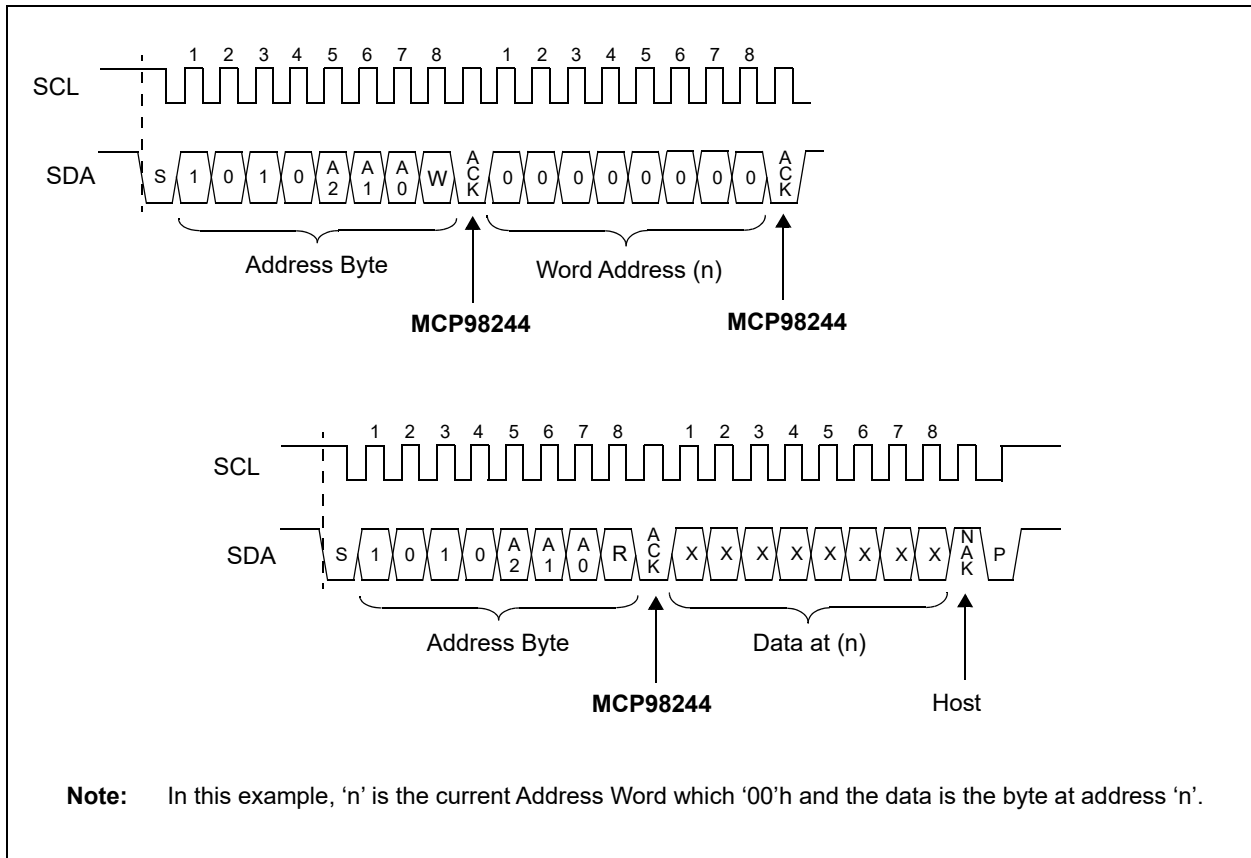 1 2 3 4 5 6 7 8 1 2 3 4 5 6 7 8
SCL
SDA S 1 0 1 0 A2 A1 A0 W ACK 0 0 0 0 0 0 0 0 ACK
Address Byte Word Address (n)
MCP98244 MCP98244
1 2 3 4 5 6 7 8 1 2 3 4 5 6 7 8
SCL
SDA S 1 0 1 0 A2 A1 A0 R ACK X X X X X X X X NAK P
Address Byte Data at (n)
MCP98244 Host
Note: In this example, ‘n’ is the current Address Word which ‘00’h and the data is the byte at address ‘n’.